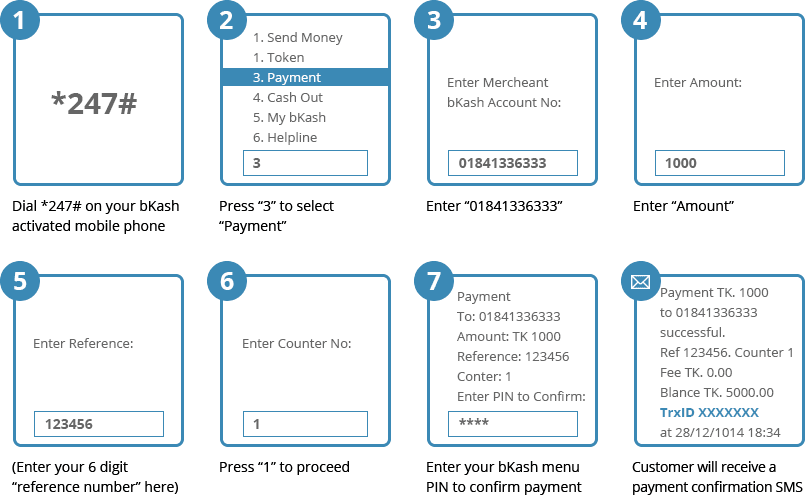 1
*247#
Dial *247# on your bKash
activated mobile phone
2
1. Send Money
1. Token
3. Payment
4. Cash Out
5. My bKash
6. Helpline
3
Press “3” to select
“Payment”
3
Enter Mercheant
bKash Account No:
01841336333
Enter “01841336333”
4
Enter Amount:
1000
Enter “Amount”
5
Enter Reference:
123456
(Enter your 6 digit
“reference number” here)
6
Enter Counter No:
1
Press “1” to proceed
7
Payment
To: 01841336333
Amount: TK 1000
Reference: 123456
Conter: 1
Enter PIN to Confirm:
****
Enter your bKash menu
PIN to confirm payment
Payment TK. 1000
to 01841336333
successful.
Ref 123456. Counter 1
Fee TK. 0.00
Blance TK. 5000.00
TrxID XXXXXXX
at 28/12/1014 18:34
Customer will receive a
payment confirmation SMS